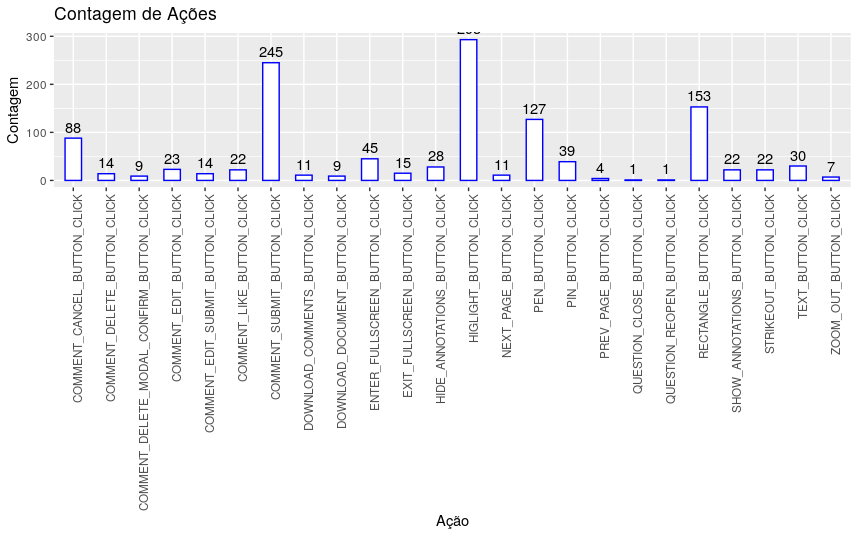 Contagem de Ações
Contagem
300
200
100
0
88
14
9
23
14
22
245
11
9
45
15
28
11
127
39
4
1
1
153
22
22
30
7
COMMENT_CANCEL_BUTTON_CLICK
COMMENT_DELETE_BUTTON_CLICK
COMMENT_DELETE_MODAL_CONFIRM_BUTTON_CLICK
COMMENT_EDIT_BUTTON_CLICK
COMMENT_EDIT_SUBMIT_BUTTON_CLICK
COMMENT_LIKE_BUTTON_CLICK
COMMENT_SUBMIT_BUTTON_CLICK
DOWNLOAD_COMMENTS_BUTTON_CLICK
DOWNLOAD_DOCUMENT_BUTTON_CLICK
ENTER_FULLSCREEN_BUTTON_CLICK
EXIT_FULLSCREEN_BUTTON_CLICK
HIDE_ANNOTATIONS_BUTTON_CLICK
HIGLIGHT_BUTTON_CLICK
NEXT_PAGE_BUTTON_CLICK
PEN_BUTTON_CLICK
PIN_BUTTON_CLICK
PREV_PAGE_BUTTON_CLICK
QUESTION_CLOSE_BUTTON_CLICK
QUESTION_REOPEN_BUTTON_CLICK
RECTANGLE_BUTTON_CLICK
SHOW_ANNOTATIONS_BUTTON_CLICK
STRIKEOUT_BUTTON_CLICK
TEXT_BUTTON_CLICK
ZOOM_OUT_BUTTON_CLICK
Ação